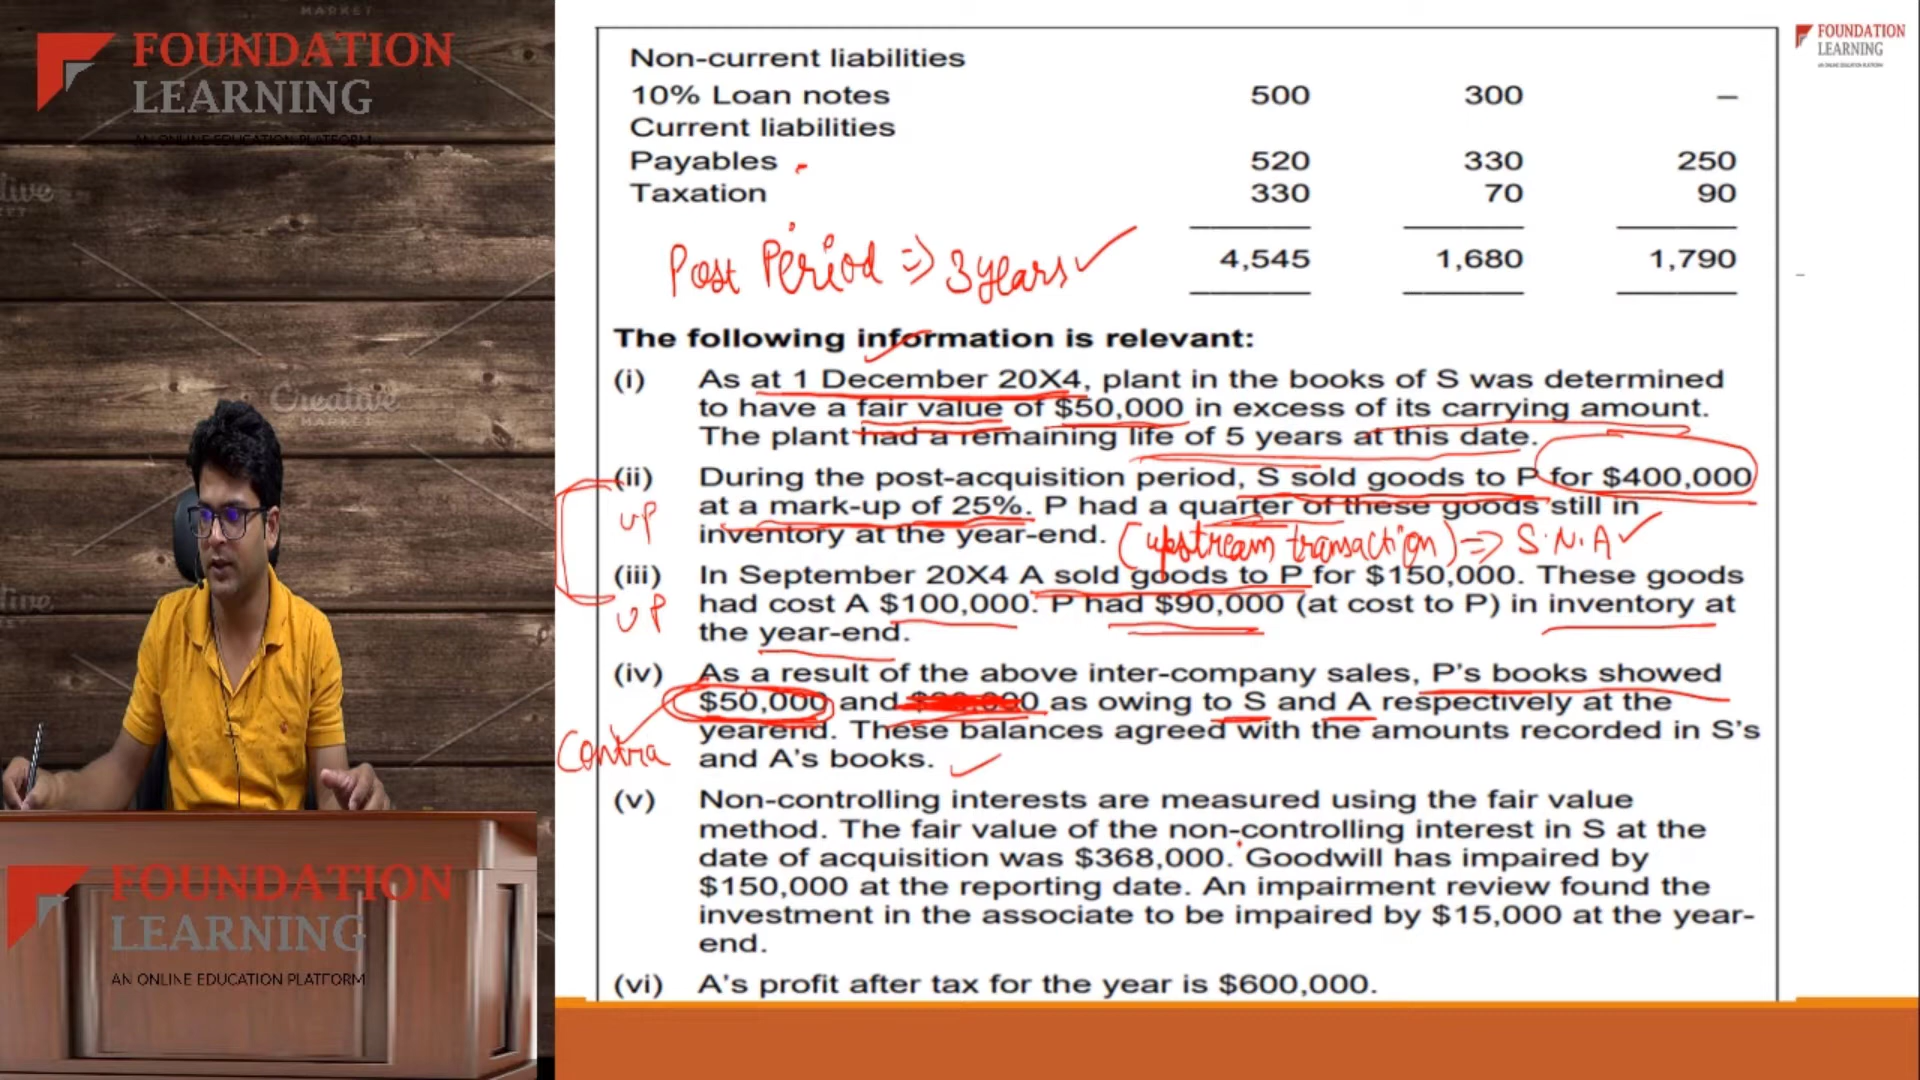 MARKET
FOUNDATION
LEARNING
AN ONLINE EDUCATION PLATFORM
Creative
MARKET
FOUNDATION
LEARNING
AN ONLINE EDUCATION PLATFORM
FOUNDATION
LEARNING
AN ONLINE EDUCATION PLATFORM
Non-current liabilities
10% Loan notes 500 300 –
Current liabilities
Payables 520 330 250
Taxation 330 70 90
Post Period => 3 years ✓
4,545 1,680 1,790
The following information is relevant:
(i) As at 1 December 20X4, plant in the books of S was determined
to have a fair value of $50,000 in excess of its carrying amount.
The plant had a remaining life of 5 years at this date.
(ii) During the post-acquisition period, S sold goods to P for $400,000
UP at a mark-up of 25%. P had a quarter of these goods still in
inventory at the year-end. (upstream transaction) => S.N.A ✓
(iii) In September 20X4 A sold goods to P for $150,000. These goods
UP had cost A $100,000. P had $90,000 (at cost to P) in inventory at
the year-end.
(iv) As a result of the above inter-company sales, P's books showed
$50,000 and as owing to S and A respectively at the
yearend. These balances agreed with the amounts recorded in S's
Contra and A's books.
(v) Non-controlling interests are measured using the fair value
method. The fair value of the non-controlling interest in S at the
date of acquisition was $368,000. Goodwill has impaired by
$150,000 at the reporting date. An impairment review found the
investment in the associate to be impaired by $15,000 at the year-
end.
(vi) A's profit after tax for the year is $600,000.